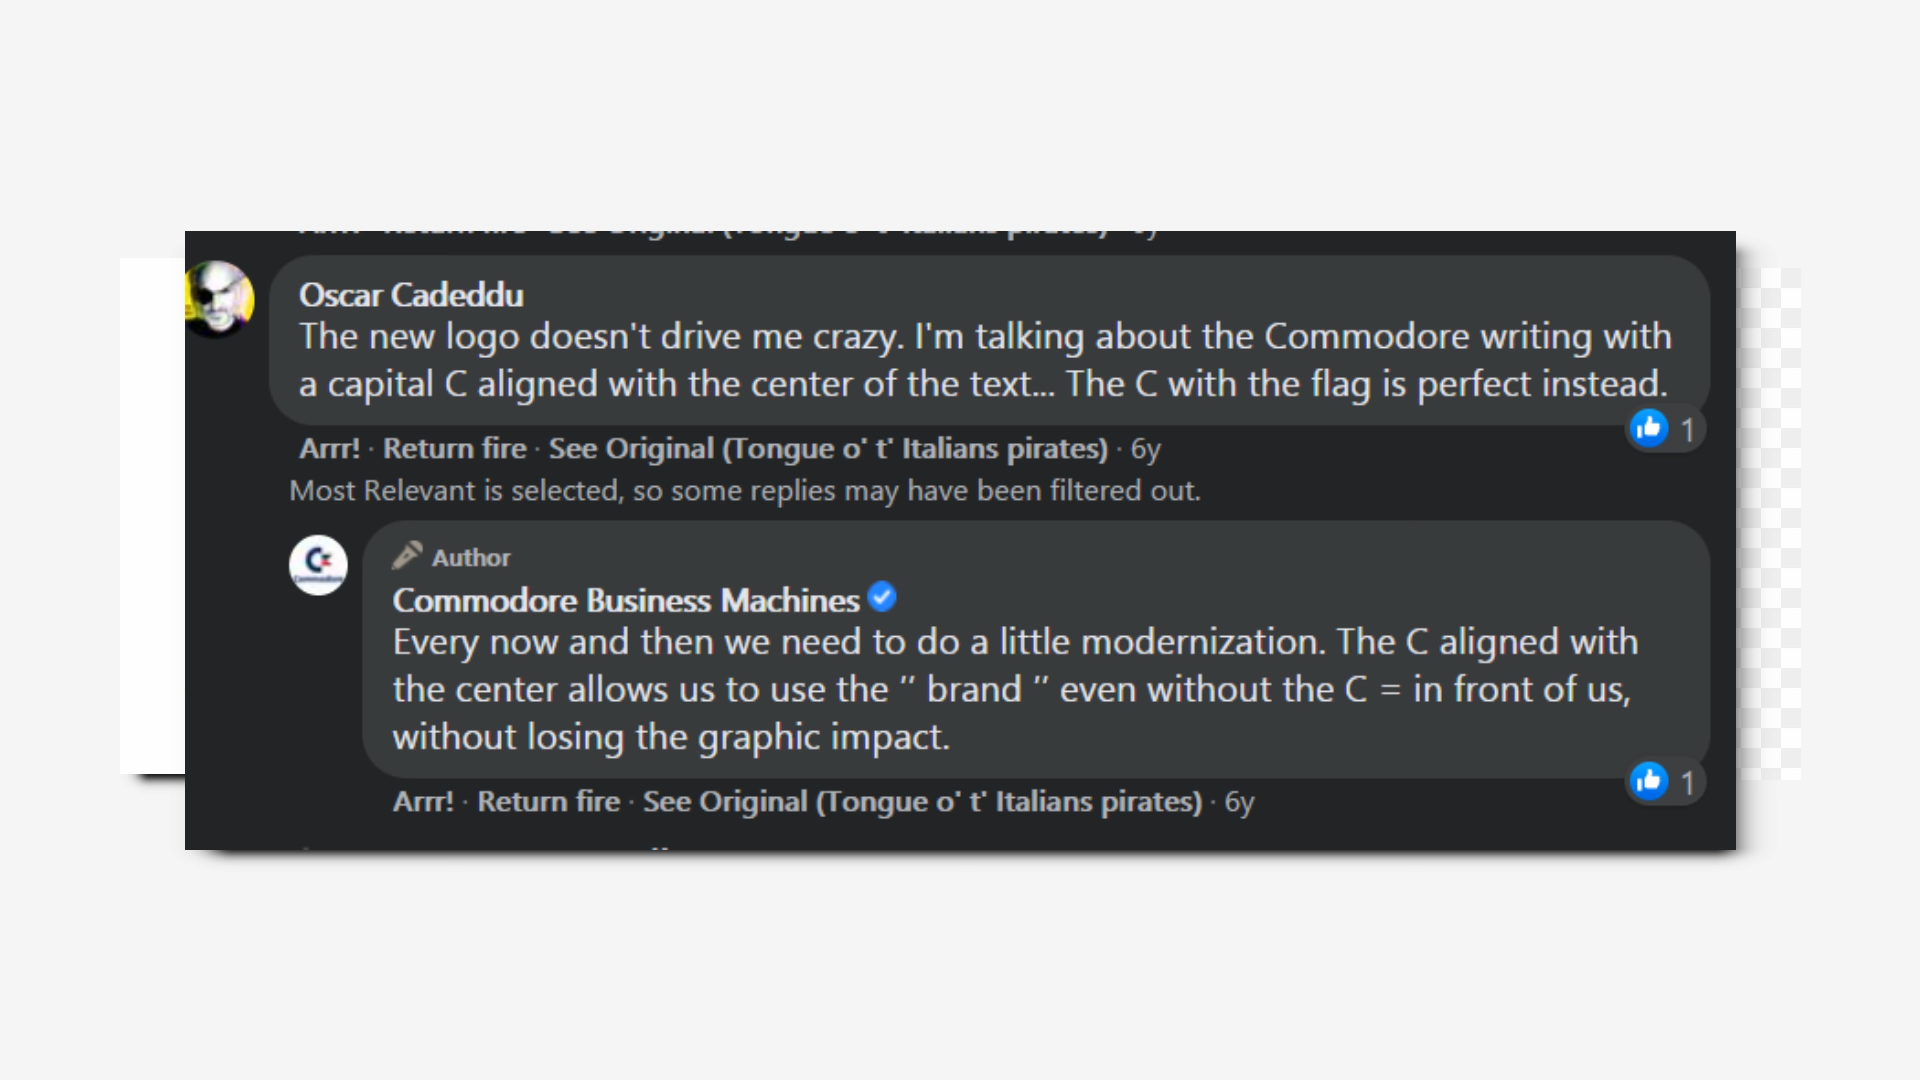 Oscar Cadeddu
The new logo doesn't drive me crazy. I'm talking about the Commodore writing with
a capital C aligned with the center of the text... The C with the flag is perfect instead.
1
Arrr! · Return fire · See Original (Tongue o' t' Italians pirates) · 6y
Most Relevant is selected, so some replies may have been filtered out.
Commodore
Author
Commodore Business Machines
Every now and then we need to do a little modernization. The C aligned with
the center allows us to use the " brand " even without the C = in front of us,
without losing the graphic impact.
1
Arrr! · Return fire · See Original (Tongue o' t' Italians pirates) · 6y